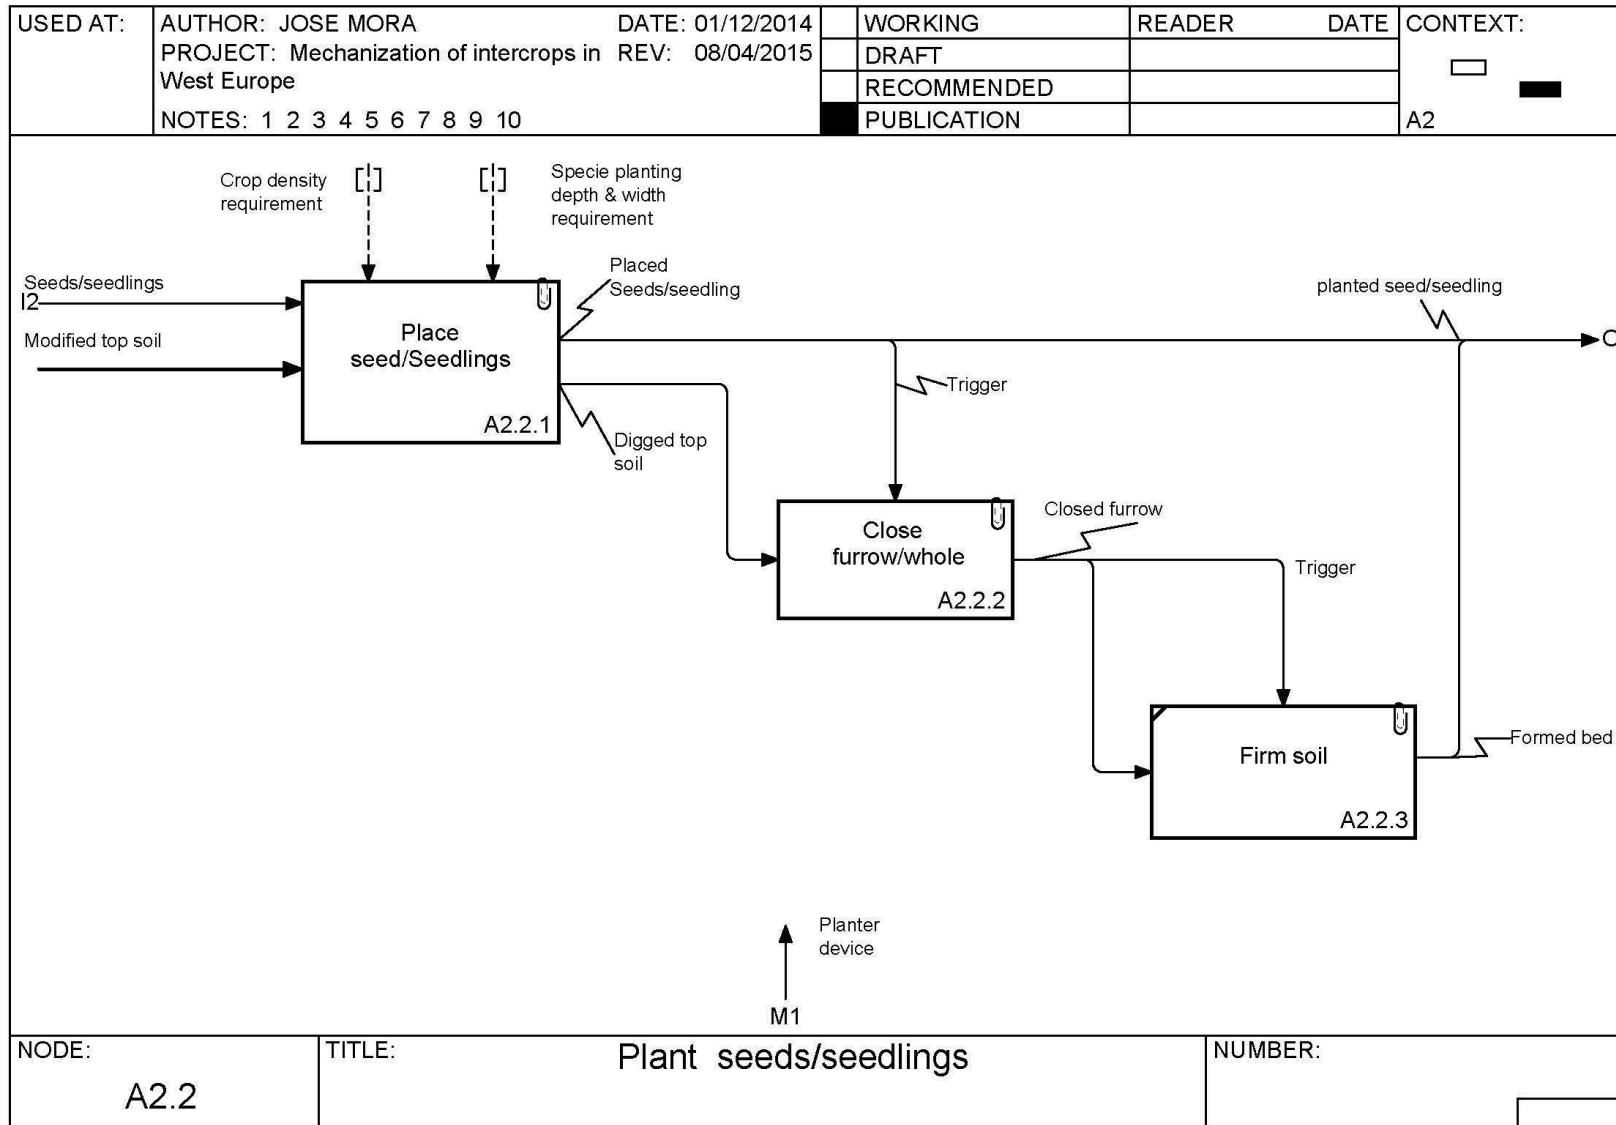 USED AT:
AUTHOR: JOSE MORA
DATE: 01/12/2014
PROJECT: Mechanization of intercrops in
West Europe
REV: 08/04/2015
NOTES: 1 2 3 4 5 6 7 8 9 10
WORKING
DRAFT
RECOMMENDED
PUBLICATION
READER
DATE
CONTEXT:
A2
Crop density
requirement
Specie planting
depth & width
requirement
Seeds/seedlings
I2
Modified top soil
Place
seed/Seedlings
A2.2.1
Placed
Seeds/seedling
planted seed/seedling
Trigger
Digged top
soil
Close
furrow/whole
A2.2.2
Closed furrow
Trigger
Firm soil
A2.2.3
Formed bed
Planter
device
M1
NODE:
A2.2
TITLE:
Plant seeds/seedlings
NUMBER: